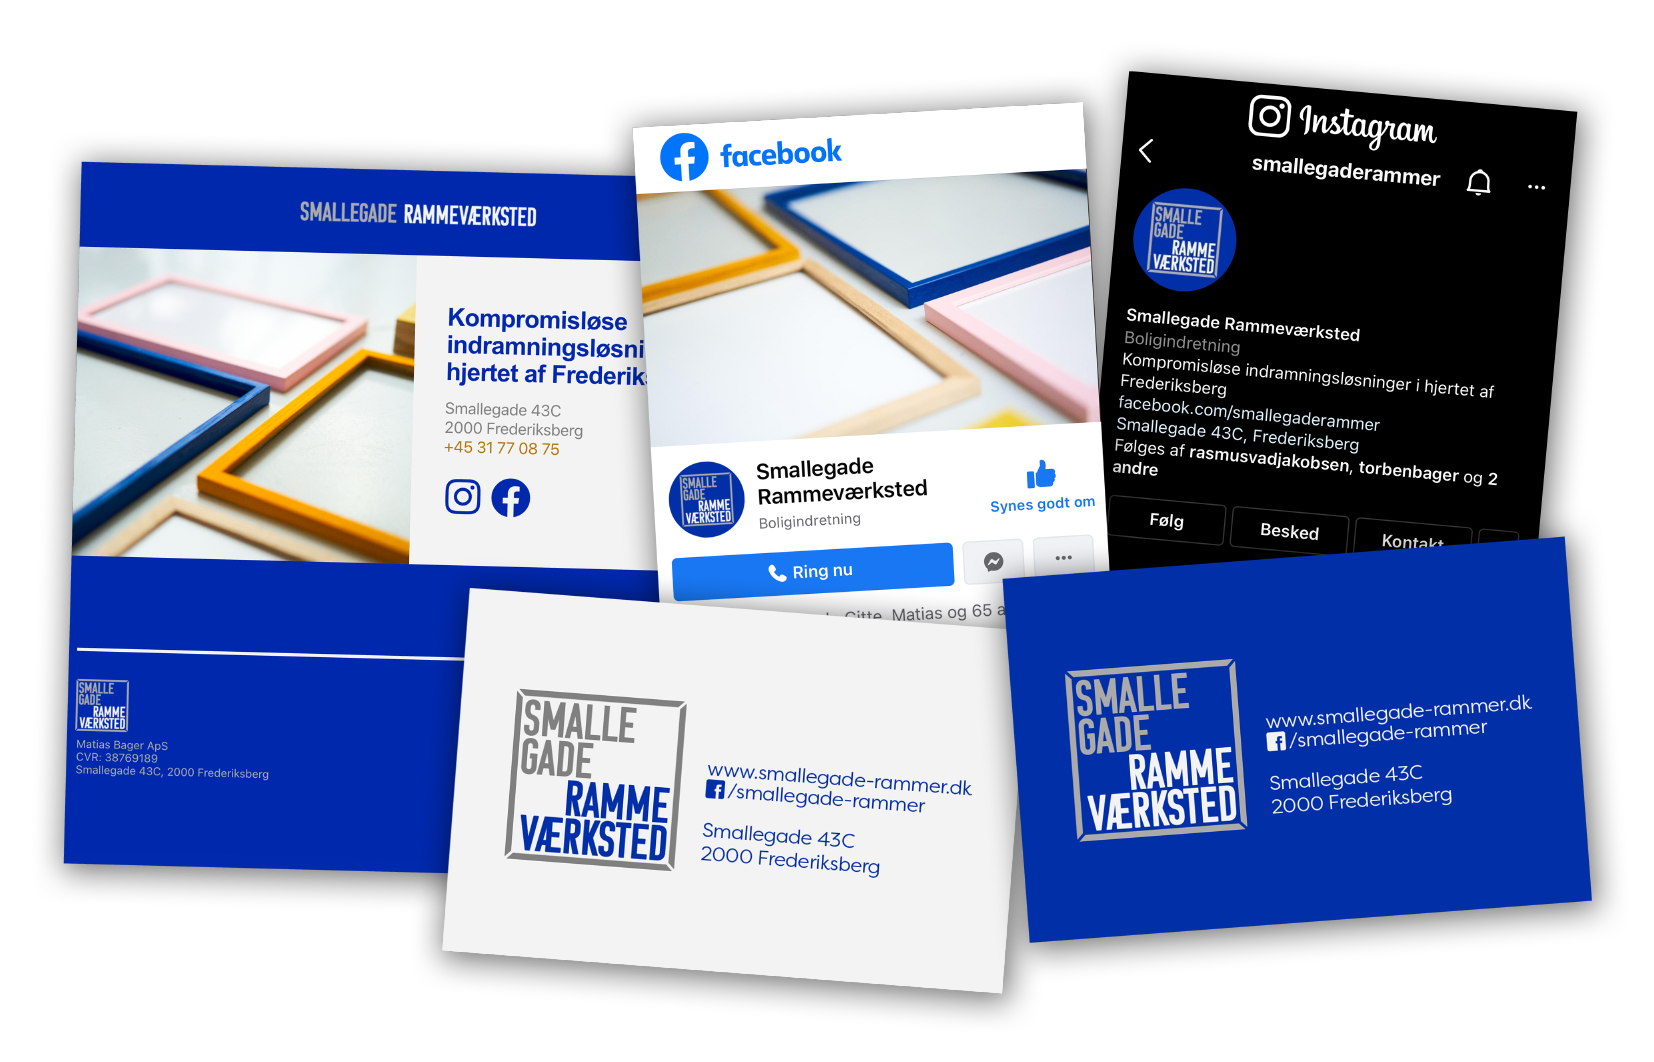 SMALLEGADE RAMMEVÆRKSTED
Kompromisløse
hjertet af
Smallegade 43C
2000 Frederiksberg
+45 31 77 08 75
SMALLE
GADE
RAMME
VÆRKSTED
Matias Bager ApS
CVR: 38769189
Smallegade 43C, 2000 Frederiksberg
facebook
SMALLE
GADE
RAMME
VÆRKSTED
Smallegade
Rammeværksted
Boligindretning
Synes godt om
Ring nu
Gitte, Matias og 65
Instagram
smallegaderammer
SMALLE
GADE
RAMME
VÆRKSTED
Smallegade Rammeværksted
Boligindretning
Kompromisløse indramningsløsninger i hjertet af
Frederiksberg
facebook.com/smallegaderammer
Smallegade 43C, Frederiksberg
Følges af rasmusvadjakobsen, torbenbager og 2
andre
Følg
Besked
Kontakt
SMALLE
GADE
RAMME
VÆRKSTED
www.smallegade-rammer.dk
/smallegade-rammer
Smallegade 43C
2000 Frederiksberg
SMALLE
GADE
RAMME
VÆRKSTED
www.smallegade-rammer.dk
/smallegade-rammer
Smallegade 43C
2000 Frederiksberg